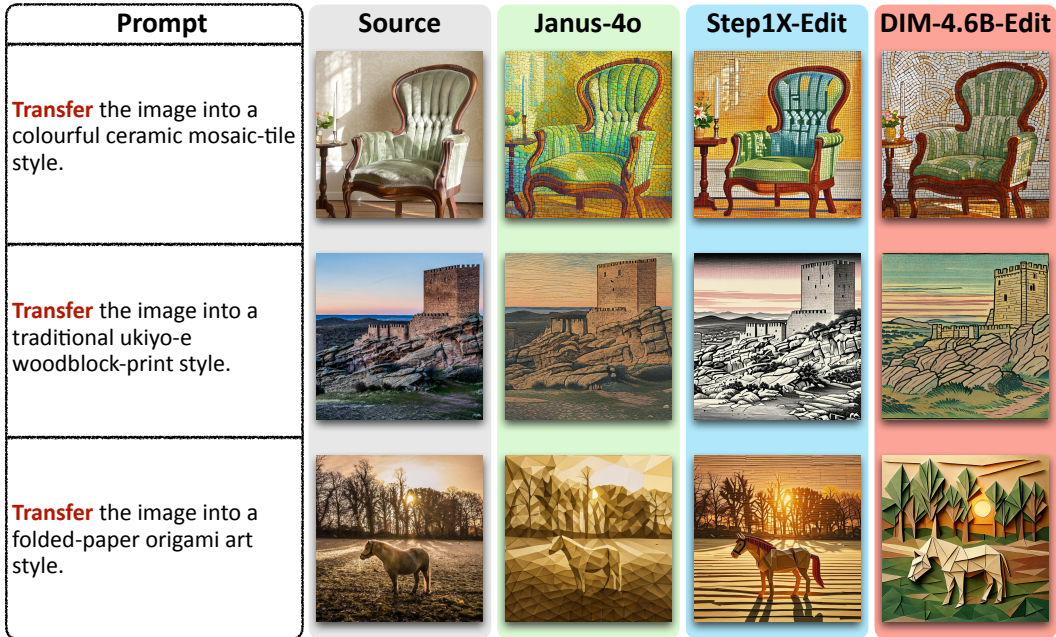 Prompt
Source
Janus-4o
Step1X-Edit
DIM-4.6B-Edit
Transfer the image into a
colourful ceramic mosaic-tile
style.
Transfer the image into a
traditional ukiyo-e
woodblock-print style.
Transfer the image into a
folded-paper origami art
style.